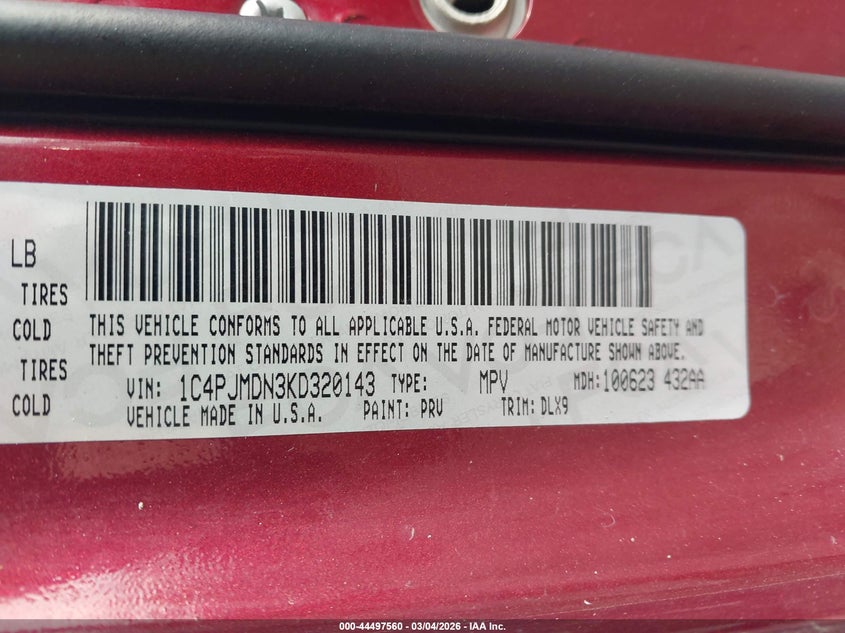 LB
TIRES
COLD
TIRES
COLD
THIS VEHICLE CONFORMS TO ALL APPLICABLE U.S.A. FEDERAL MOTOR VEHICLE SAFETY AND
THEFT PREVENTION STANDARDS IN EFFECT ON THE DATE OF MANUFACTURE SHOWN ABOVE.
VIN: 1C4PJMDN3KD320143 TYPE: MPV MDH: 100623 432AA
VEHICLE MADE IN U.S.A. PAINT: PRV TRIM: DLX9
000-44497560 - 03/04/2026 - IAA Inc.